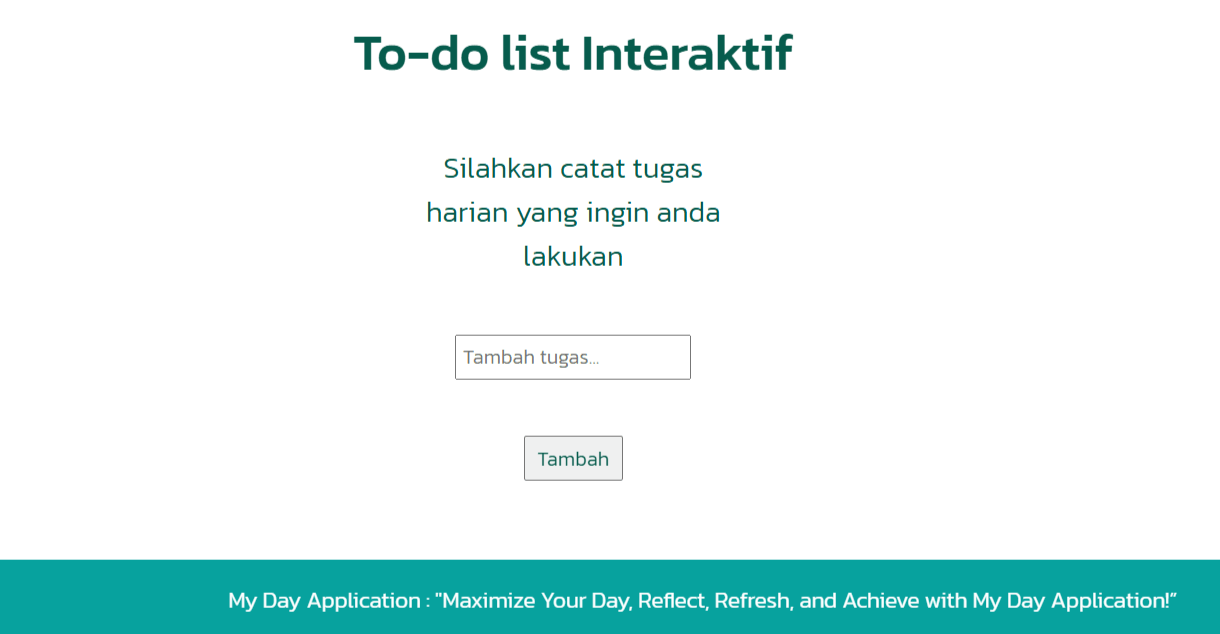 To-do list Interaktif
Silahkan catat tugas
harian yang ingin anda
lakukan
Tambah tugas...
Tambah
My Day Application : "Maximize Your Day, Reflect, Refresh, and Achieve with My Day Application!”